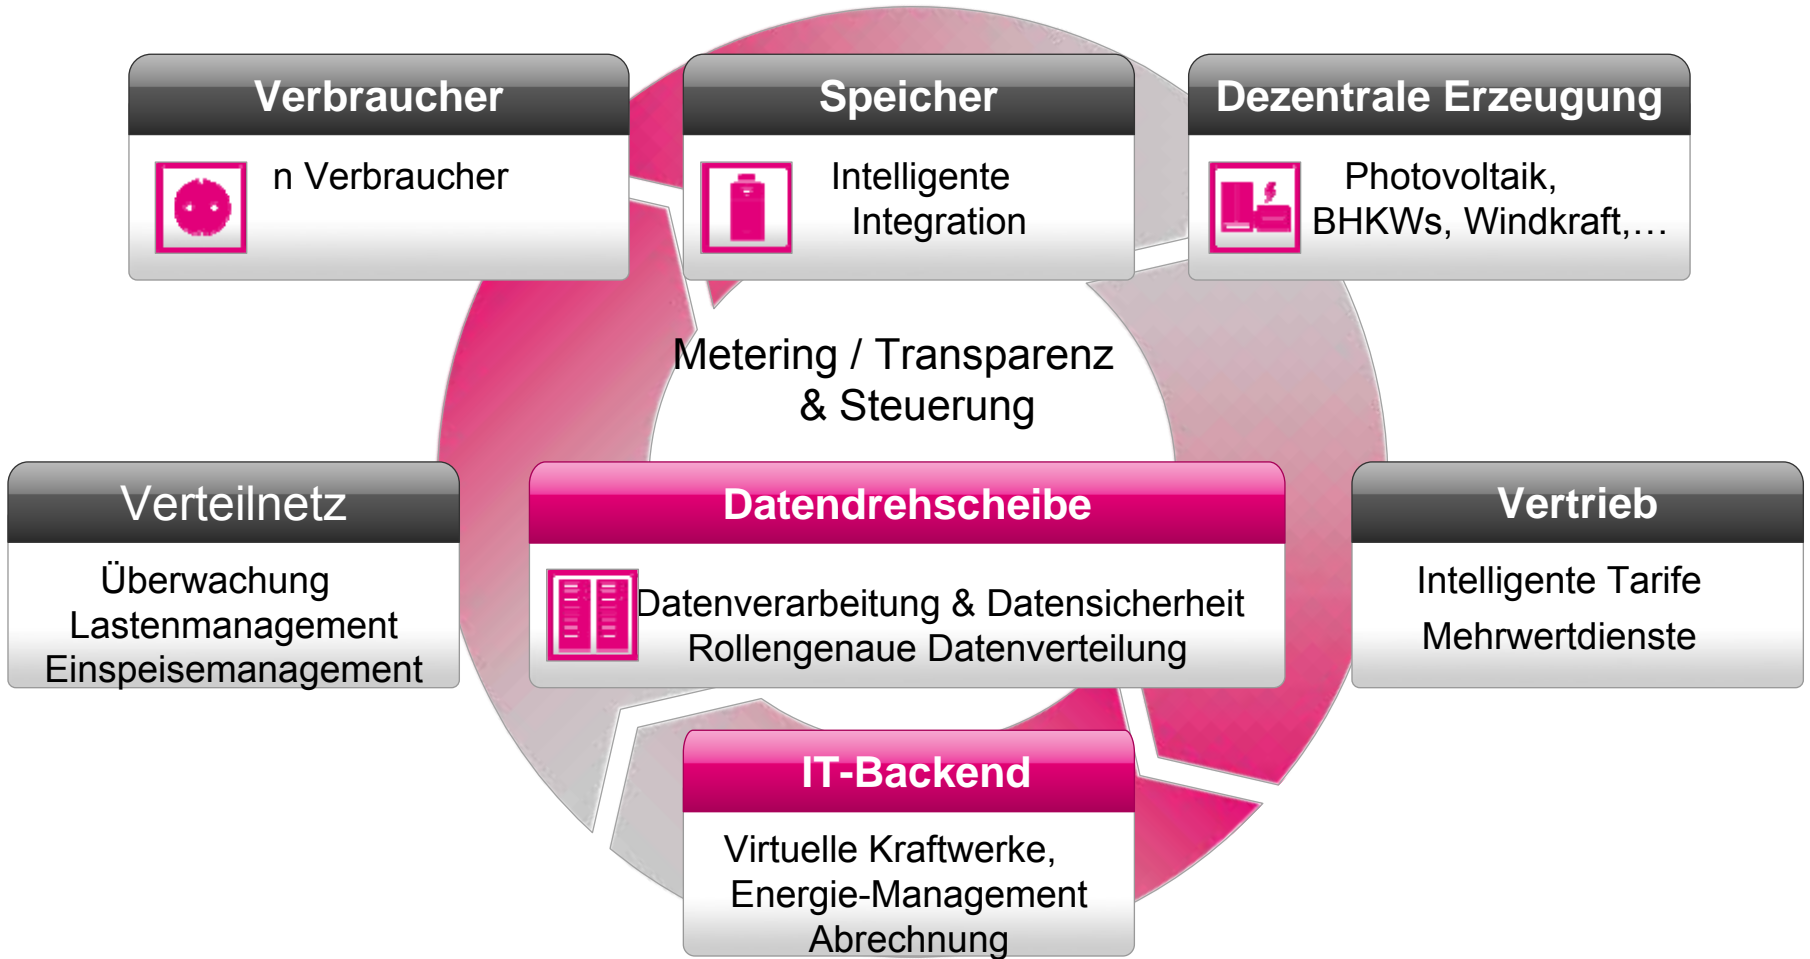 Verbraucher
n Verbraucher
Speicher
Intelligente
Integration
Dezentrale Erzeugung
Photovoltaik,
BHKWs, Windkraft,…
Metering / Transparenz
& Steuerung
Verteilnetz
Überwachung
Lastenmanagement
Einspeisemanagement
Datendrehscheibe
Datenverarbeitung & Datensicherheit
Rollengenaue Datenverteilung
Vertrieb
Intelligente Tarife
Mehrwertdienste
IT-Backend
Virtuelle Kraftwerke,
Energie-Management
Abrechnung